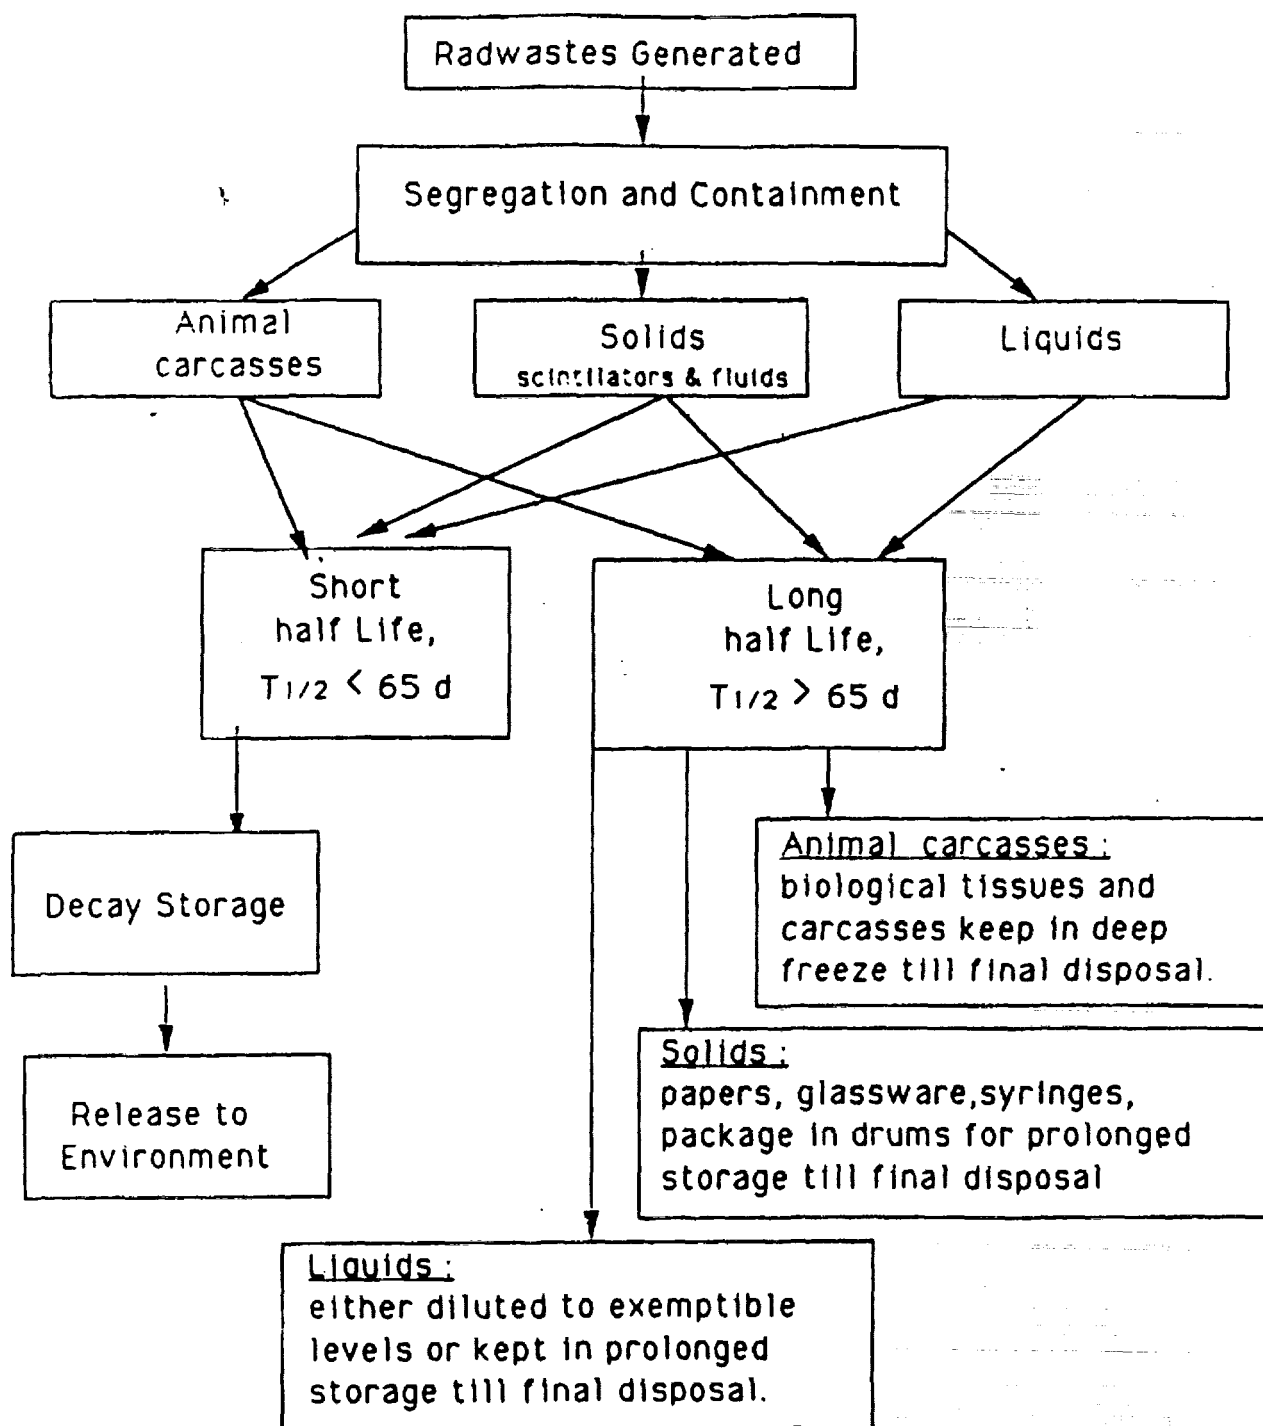 Radwastes Generated
Segregation and Containment
Animal
carcasses
Solids
scintillators & fluids
Liquids
Short
half Life,
T1/2 < 65 d
Long
half Life,
T1/2 > 65 d
Decay Storage
Release to
Environment
Animal carcasses:
biological tissues and
carcasses keep in deep
freeze till final disposal.
Solids:
papers, glassware,syringes,
package in drums for prolonged
storage till final disposal
Liquids:
either diluted to exemptible
levels or kept in prolonged
storage till final disposal.